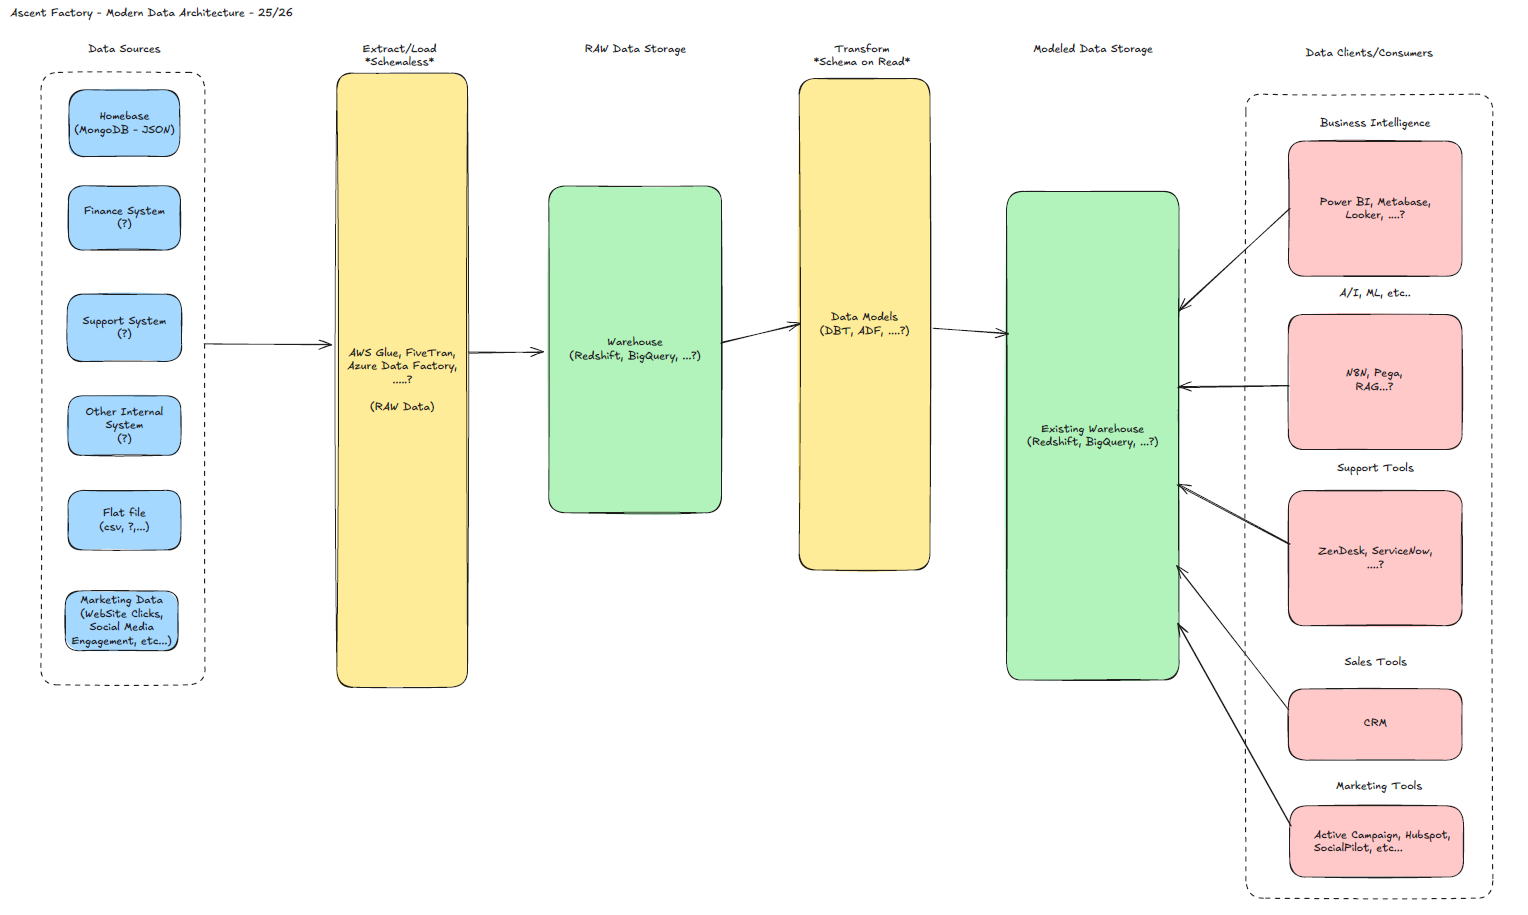 Ascent Factory - Modern Data Architecture - 25/26
Data Sources
Homebase
(MongoDB - JSON)
Finance System
(?)
Support System
(?)
Other Internal
System
(?)
Flat file
(csv, ?,...)
Marketing Data
(WebSite Clicks,
Social Media
Engagement, etc...)
Extract/Load
*Schemaless*
AWS Glue, FiveTran,
Azure Data Factory,
.....?
(RAW Data)
RAW Data Storage
Warehouse
(Redshift, BigQuery, ...?)
Transform
*Schema on Read*
Data Models
(DBT, ADF, ....?)
Modeled Data Storage
Existing Warehouse
(Redshift, BigQuery, ...?)
Data Clients/Consumers
Business Intelligence
Power BI, Metabase,
Looker, ....?
A/I, ML, etc..
N8N, Pega,
RAG...?
Support Tools
ZenDesk, ServiceNow,
....?
Sales Tools
CRM
Marketing Tools
Active Campaign, Hubspot,
SocialPilot, etc...